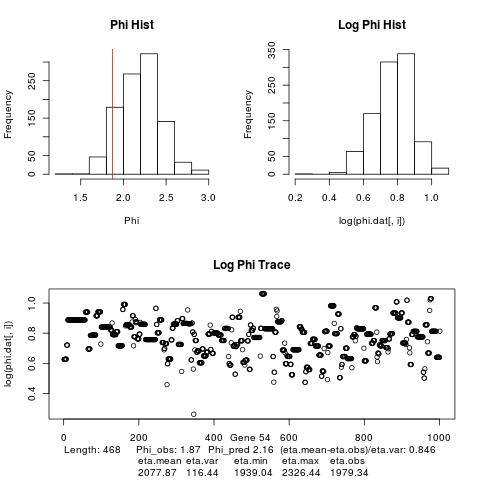 Phi Hist
Log Phi Hist
Frequency
0 50 150 250
1.5 2.0 2.5 3.0
Phi
Frequency
0 50 150 250 350
0.2 0.4 0.6 0.8 1.0
log(phi.dat[, i])
Log Phi Trace
log(phi.dat[, i])
0.4 0.6 0.8 1.0
0 200 400 600 800 1000
Gene 54
Length: 468 Phi_obs: 1.87 Phi_pred 2.16 (eta.mean-eta.obs)/eta.var: 0.846
eta.mean eta.var eta.min eta.max eta.obs
2077.87 116.44 1939.04 2326.44 1979.34